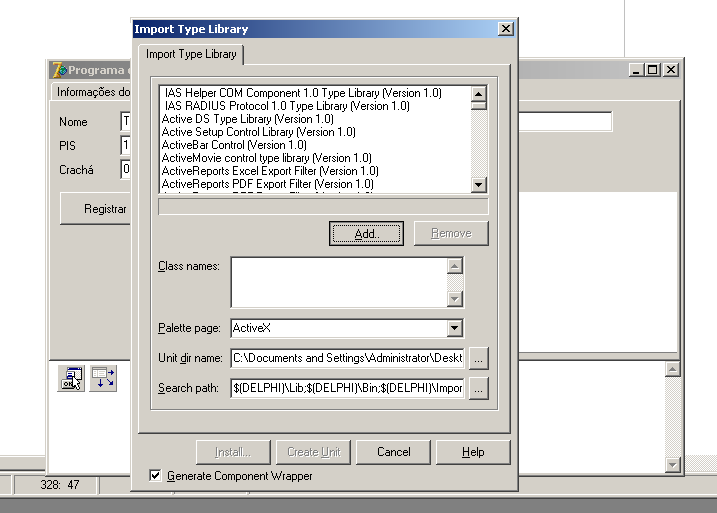 Import Type Library
Import Type Library
7 Programa
Informações do
Nome
T
PIS
1
Crachá
0
Registrar
IAS Helper COM Component 1.0 Type Library (Version 1.0)
IAS RADIUS Protocol 1.0 Type Library (Version 1.0)
Active DS Type Library (Version 1.0)
Active Setup Control Library (Version 1.0)
ActiveBar Control (Version 1.0)
ActiveMovie control type library (Version 1.0)
ActiveReports Excel Export Filter (Version 1.0)
ActiveReports PDF Export Filter (Version 1.0)
Add..
Remove
Class names:
Palette page:
ActiveX
Unit dir name:
C:\Documents and Settings\Administrator\Deskt
...
Search path:
$(DELPHI)\Lib;$(DELPHI)\Bin;$(DELPHI)\Impor
...
OK
Install...
Create Unit
Cancel
Help
Generate Component Wrapper
328: 47